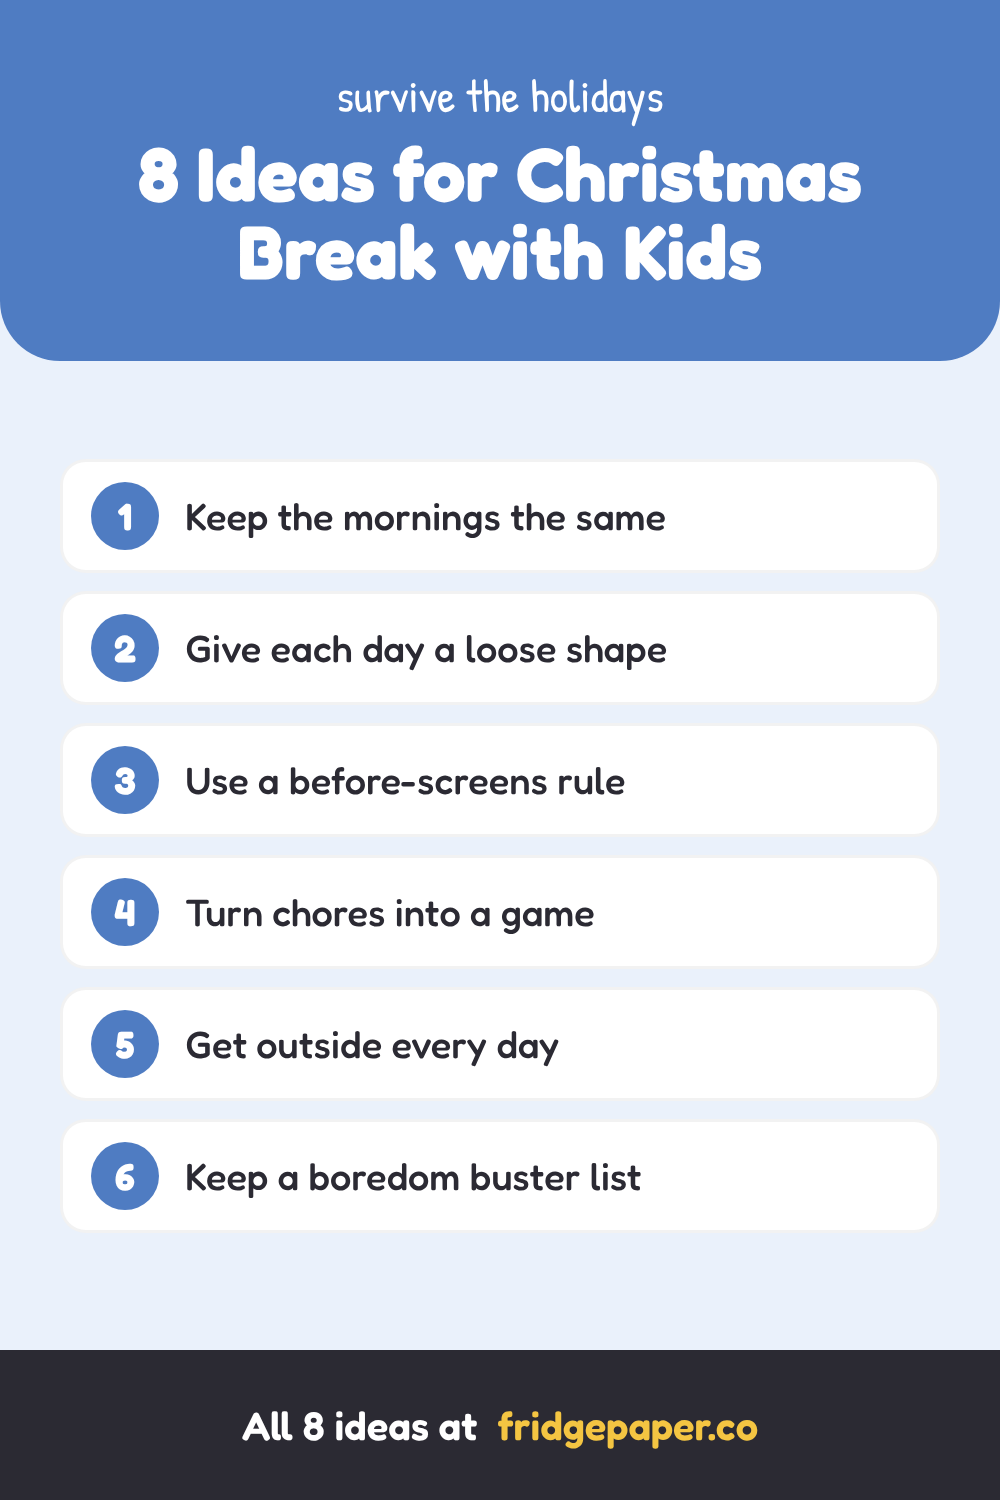 survive the holidays
8 Ideas for Christmas
Break with Kids
1 Keep the mornings the same
2 Give each day a loose shape
3 Use a before-screens rule
4 Turn chores into a game
5 Get outside every day
6 Keep a boredom buster list
All 8 ideas at fridgepaper.co